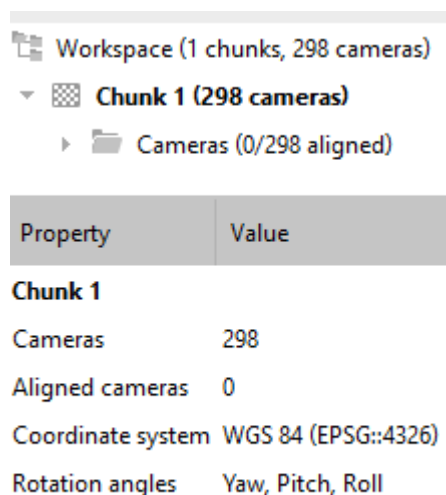 Workspace (1 chunks, 298 cameras)
Chunk 1 (298 cameras)
Cameras (0/298 aligned)
Property Value
Chunk 1
Cameras 298
Aligned cameras 0
Coordinate system WGS 84 (EPSG::4326)
Rotation angles Yaw, Pitch, Roll